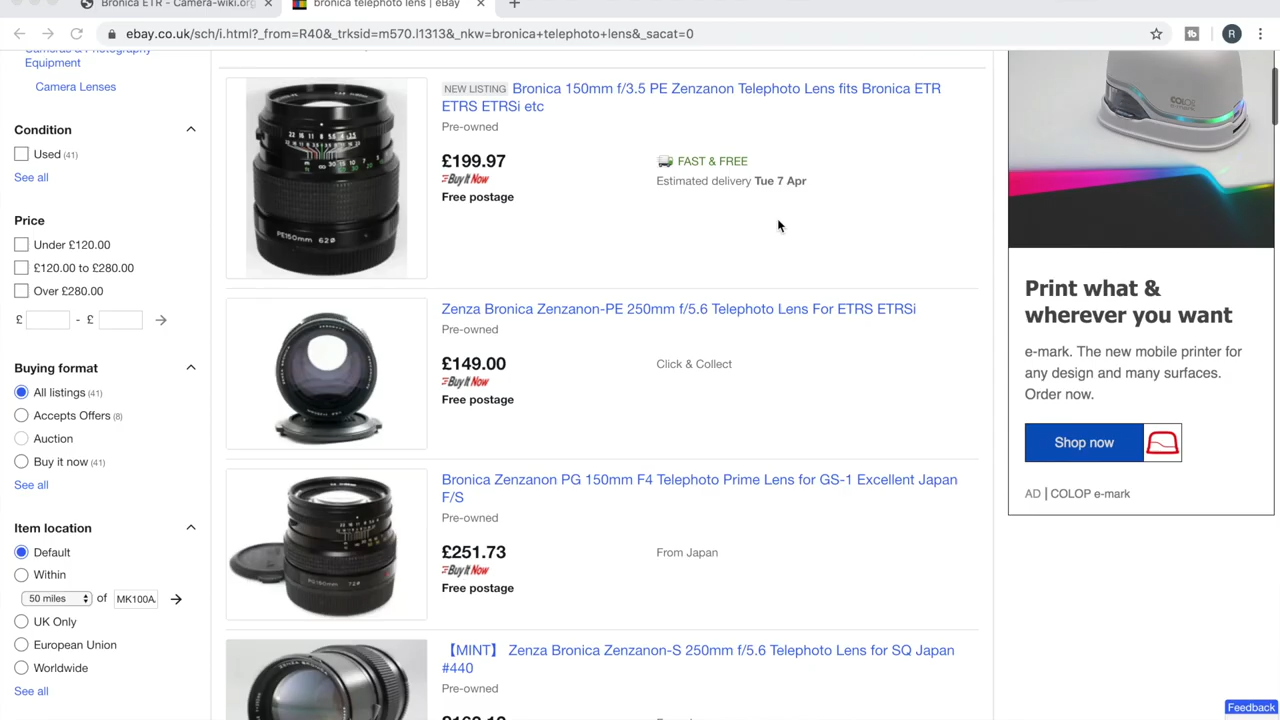 Bronica ETR - Camera-wiki.org
bronica telephoto lens | eBay
ebay.co.uk/sch/i.html?_from=R40&_trksid=m570.l1313&_nkw=bronica+telephoto+lens&_sacat=0
R
Cameras & Photography
Equipment
Camera Lenses
Condition
Used (41)
See all
Price
Under £120.00
£120.00 to £280.00
Over £280.00
£ - £
Buying format
All listings (41)
Accepts Offers (8)
Auction
Buy it now (41)
See all
Item location
Default
Within
50 miles of MK100A
UK Only
European Union
Worldwide
See all
NEW LISTING Bronica 150mm f/3.5 PE Zenzanon Telephoto Lens fits Bronica ETR
ETRS ETRSi etc
Pre-owned
£199.97
FAST & FREE
Buy It Now
Estimated delivery Tue 7 Apr
Free postage
PE150mm 62ø
Zenza Bronica Zenzanon-PE 250mm f/5.6 Telephoto Lens For ETRS ETRSi
Pre-owned
£149.00
Click & Collect
Buy It Now
Free postage
Bronica Zenzanon PG 150mm F4 Telephoto Prime Lens for GS-1 Excellent Japan
F/S
Pre-owned
£251.73
From Japan
Buy It Now
Free postage
PG150mm 72ø
【MINT】 Zenza Bronica Zenzanon-S 250mm f/5.6 Telephoto Lens for SQ Japan
#440
Pre-owned
COLOP
Print what &
wherever you want
e-mark. The new mobile printer for
any design and many surfaces.
Order now.
Shop now
AD | COLOP e-mark
Feedback